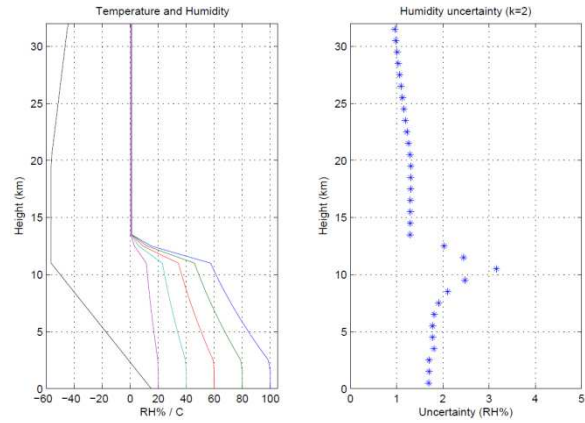 Temperature and Humidity
Height (km)
30
25
20
15
10
5
0
−60 −40 −20 0 20 40 60 80 100
RH% / C
Humidity uncertainty (k=2)
Height (km)
30
25
20
15
10
5
0
0 1 2 3 4 5
Uncertainty (RH%)